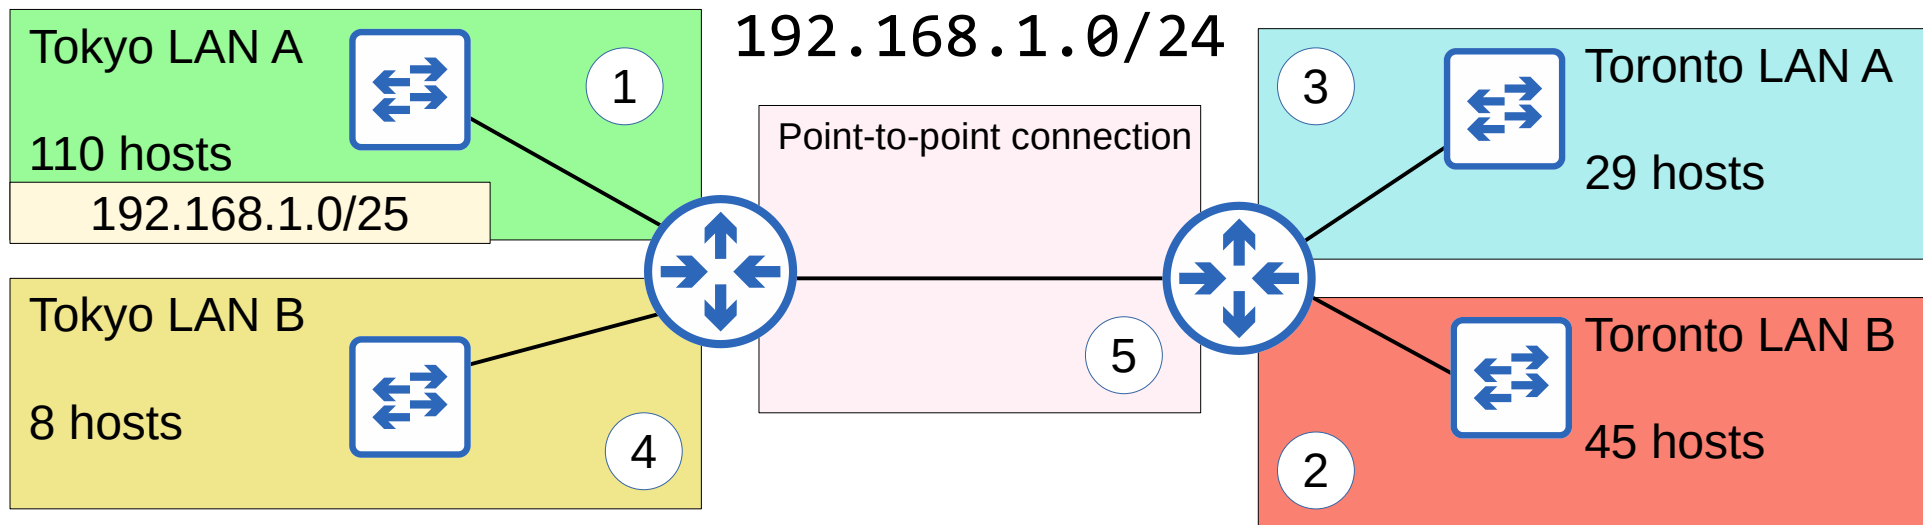 192.168.1.0/24
Tokyo LAN A
1
110 hosts
192.168.1.0/25
Point-to-point connection
5
3
Toronto LAN A
29 hosts
Tokyo LAN B
8 hosts
4
Toronto LAN B
45 hosts
2